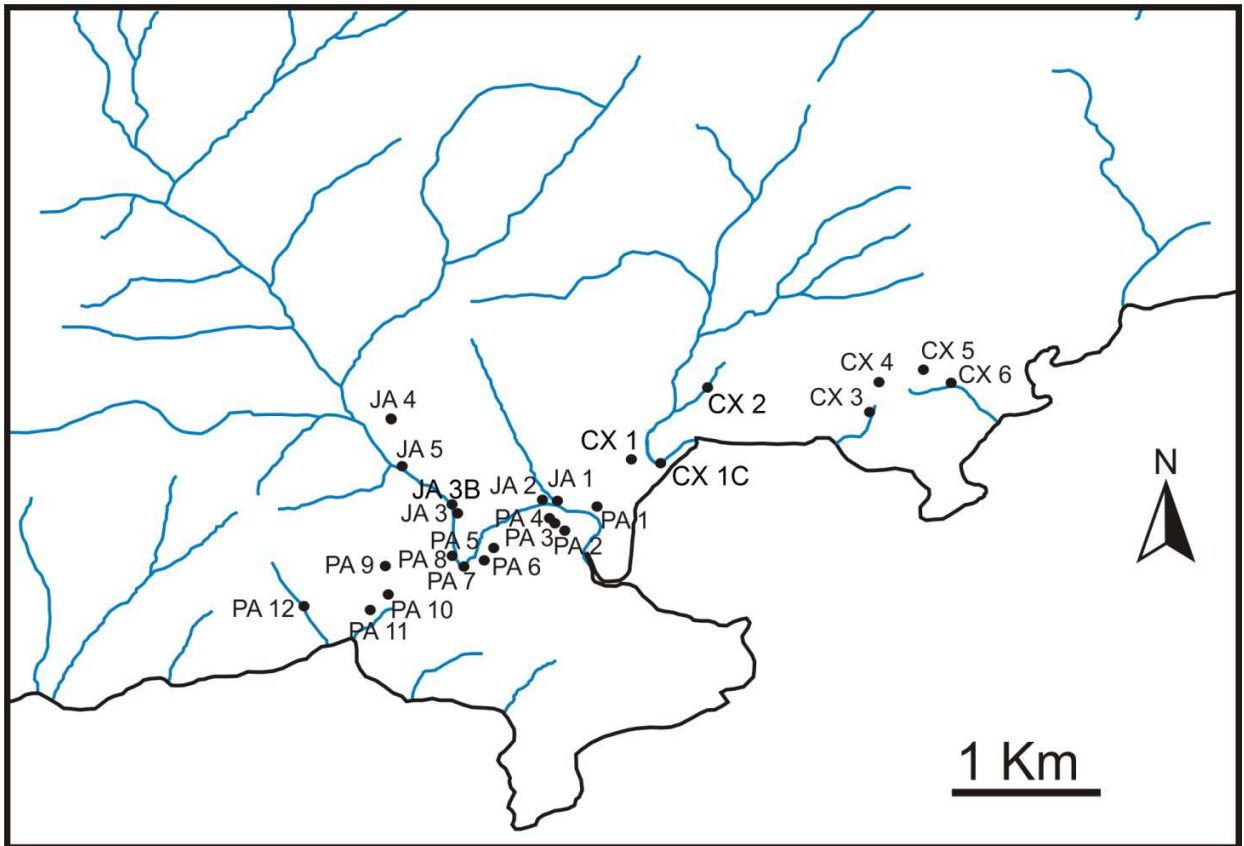 CX 5
CX 4
CX 6
CX 3
CX 2
JA 4
CX 1
JA 5
CX 1C
JA 3B
JA 2
JA 1
JA 3
PA 4
PA 1
PA 5
PA 3
PA 2
PA 8
PA 9
PA 7
PA 6
PA 12
PA 10
PA 11
N
1 Km